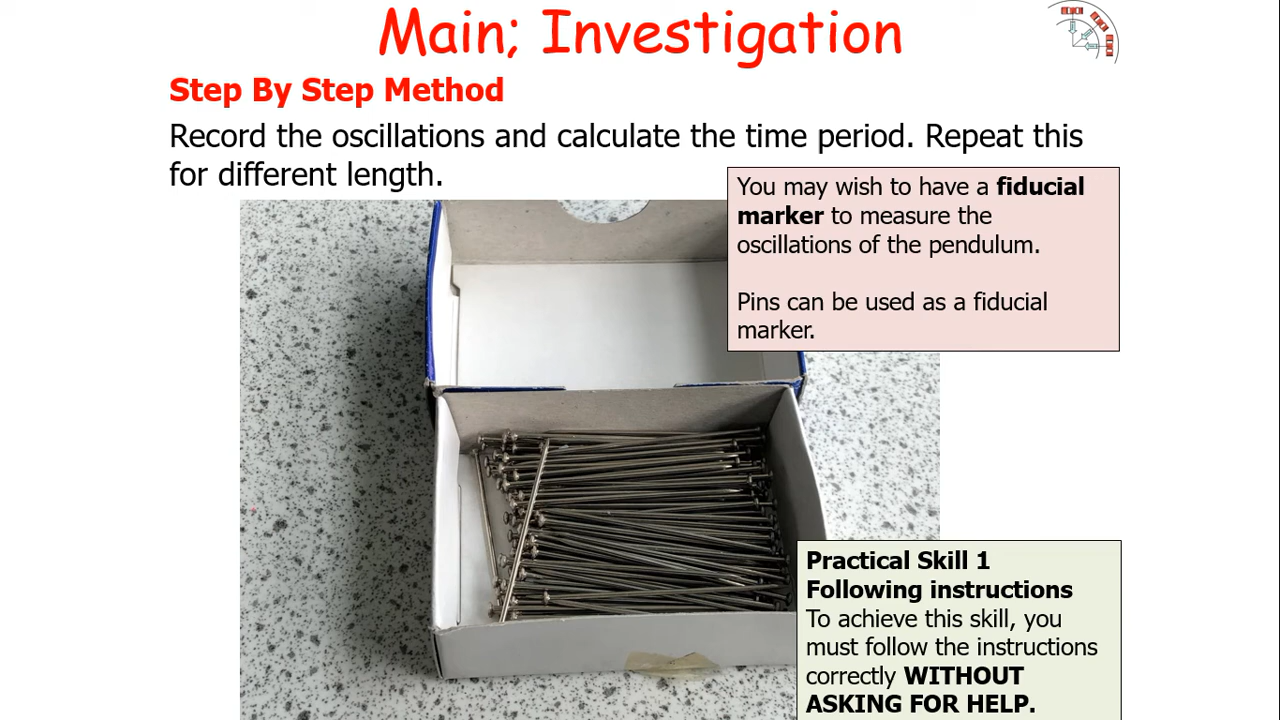 Main; Investigation
Step By Step Method
Record the oscillations and calculate the time period. Repeat this
for different length.
You may wish to have a fiducial
marker to measure the
oscillations of the pendulum.
Pins can be used as a fiducial
marker.
Practical Skill 1
Following instructions
To achieve this skill, you
must follow the instructions
correctly WITHOUT
ASKING FOR HELP.